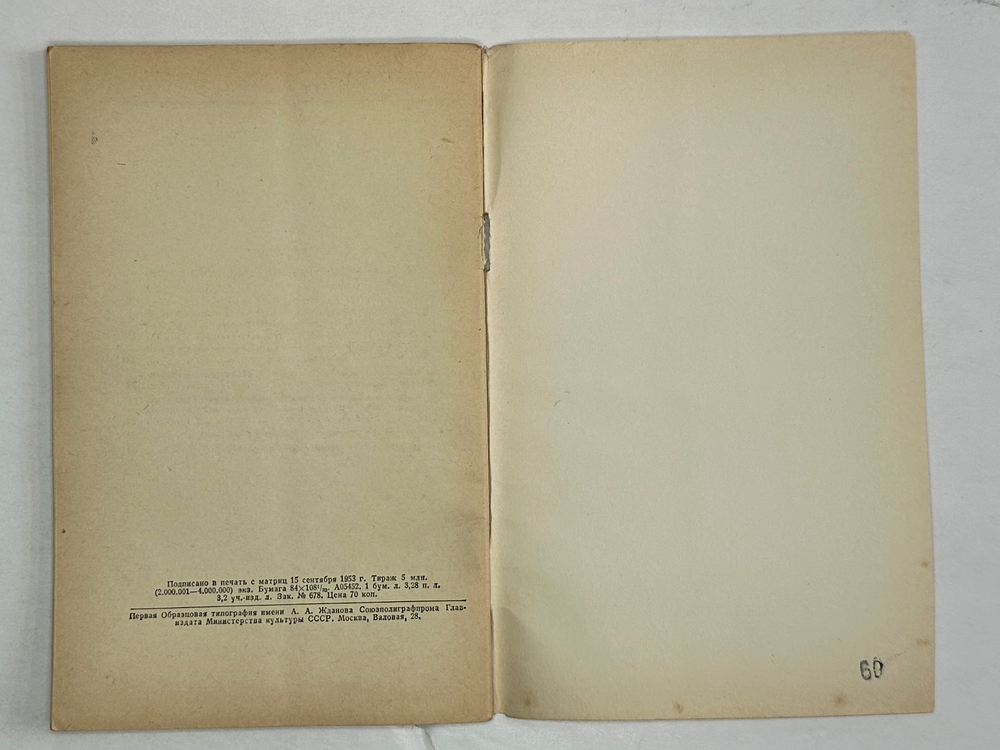 Подписано в печать с матриц 15 сентября 1953 г. Тираж 5 млн.
(2.000.001—4.000.000) экз. Бумага 84×108¹/₃₂. А05452. 1 бум. л. 3,28 п. л.
3,2 уч.-изд. л. Зак. № 678. Цена 70 коп.
Первая Образцовая типография имени А. А. Жданова Союзполиграфпрома Глав-
издата Министерства культуры СССР. Москва, Валовая, 28.
60